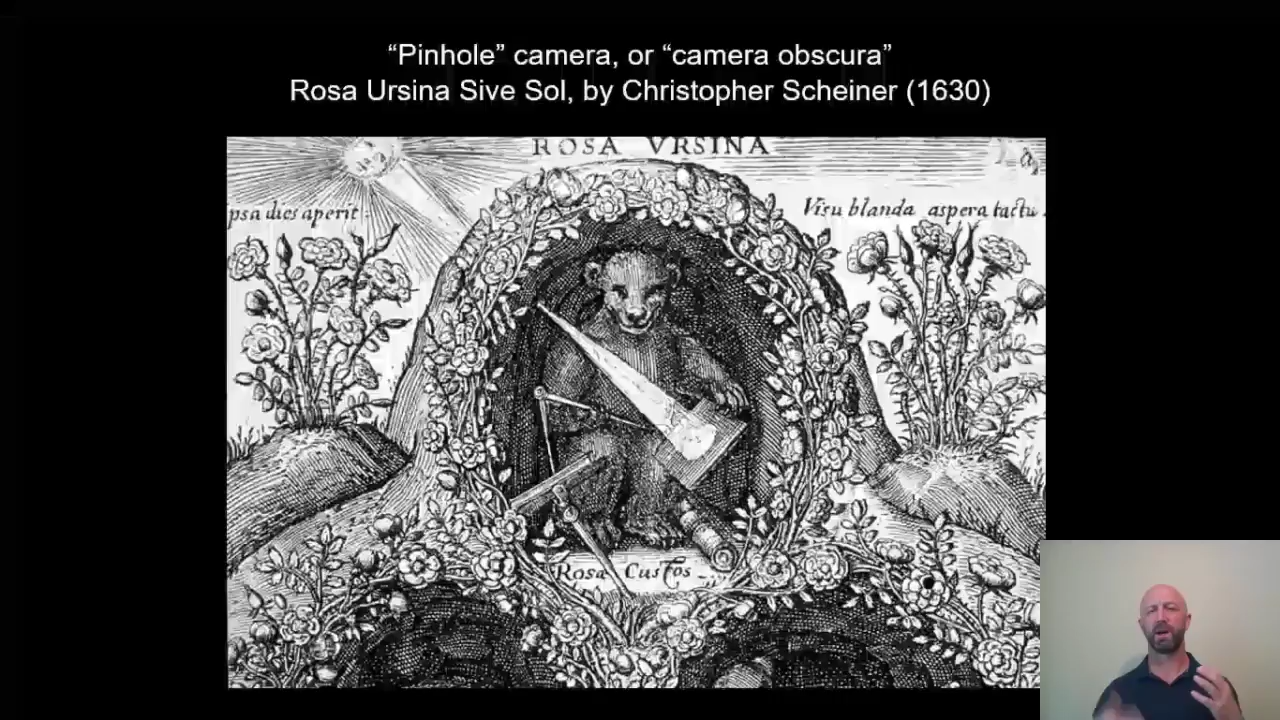 “Pinhole” camera, or “camera obscura”
Rosa Ursina Sive Sol, by Christopher Scheiner (1630)
ROSA VRSINA
psa dies aperit.
Visu blanda aspera tactu.
Rosæ Custos